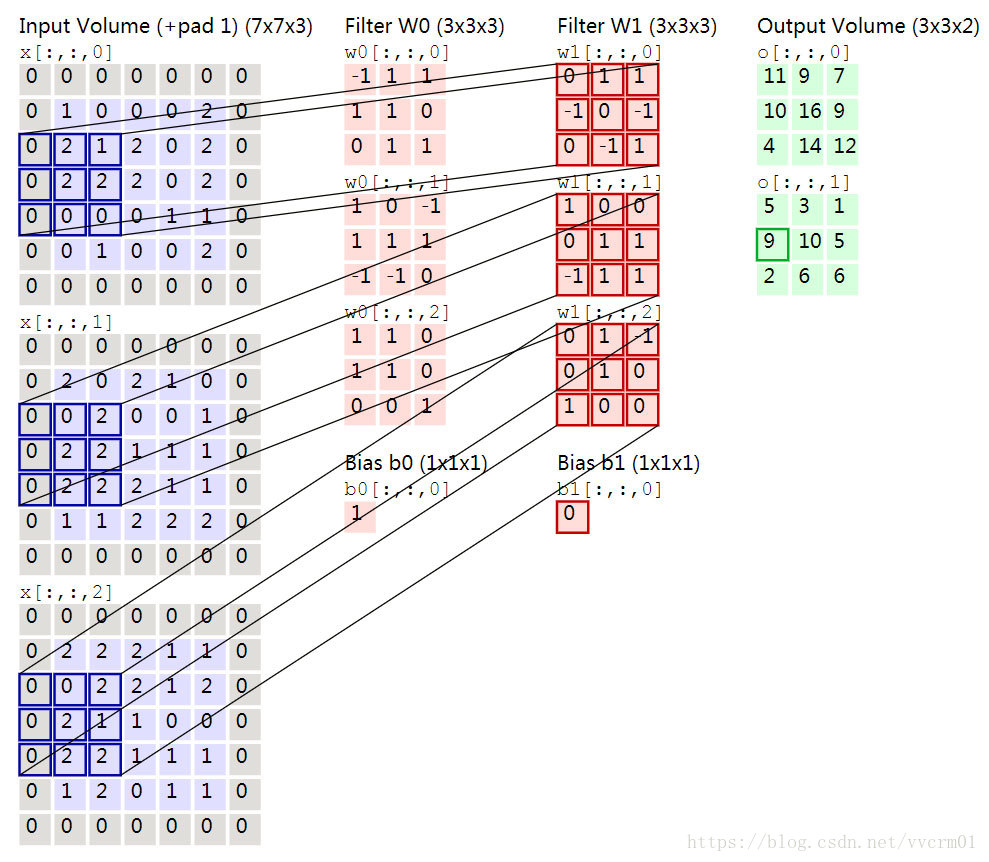 Input Volume (+pad 1) (7x7x3)
x[:,:,0]
0 0 0 0 0 0 0
0 1 0 0 0 2 0
0 2 1 2 0 2 0
0 2 2 2 0 2 0
0 0 0 0 1 1 0
0 0 1 0 0 2 0
0 0 0 0 0 0 0
x[:,:,1]
0 0 0 0 0 0 0
0 2 0 2 1 0 0
0 0 2 0 0 1 0
0 2 2 1 1 1 0
0 2 2 2 1 1 0
0 1 1 2 2 2 0
0 0 0 0 0 0 0
x[:,:,2]
0 0 0 0 0 0 0
0 2 2 2 1 1 0
0 0 2 2 1 2 0
0 2 1 1 0 0 0
0 2 2 1 1 1 0
0 1 2 0 1 1 0
0 0 0 0 0 0 0
Filter W0 (3x3x3)
w0[:,:,0]
-1 1 1
1 1 0
0 1 1
w0[:,:,1]
1 0 -1
1 1 1
-1 -1 0
w0[:,:,2]
1 1 0
1 1 0
0 0 1
Bias b0 (1x1x1)
b0[:,:,0]
1
Filter W1 (3x3x3)
w1[:,:,0]
0 1 1
-1 0 -1
0 -1 1
w1[:,:,1]
1 0 0
0 1 1
-1 1 1
w1[:,:,2]
0 1 -1
0 1 0
1 0 0
Bias b1 (1x1x1)
b1[:,:,0]
0
Output Volume (3x3x2)
o[:,:,0]
11 9 7
10 16 9
4 14 12
o[:,:,1]
5 3 1
9 10 5
2 6 6
https://blog.csdn.net/vvcrm01